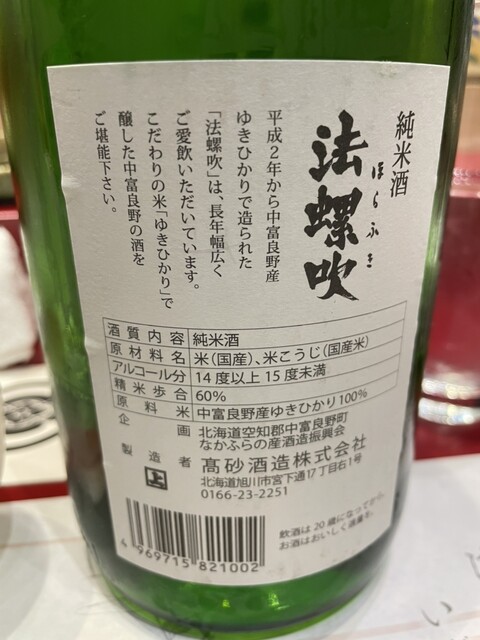 純米酒
法螺吹
ほらふき
平成2年から中富良野産
ゆきひかりで造られた
「法螺吹」は、長年幅広く
ご愛飲いただいています。
こだわりの米「ゆきひかり」で
醸した中富良野の酒を
ご堪能下さい。
酒質内容 純米酒
原材料名 米(国産)、米こうじ(国産米)
アルコール分 14度以上15度未満
精米歩合 60%
原料米 中富良野産ゆきひかり100%
企画 北海道空知郡中富良野町
なかふらの産酒造振興会
製造者 髙砂酒造株式会社
北海道旭川市宮下通17丁目右1号
0166-23-2251
飲酒は20歳になってから。
お酒はおいしく適量を。
4 969715 821002